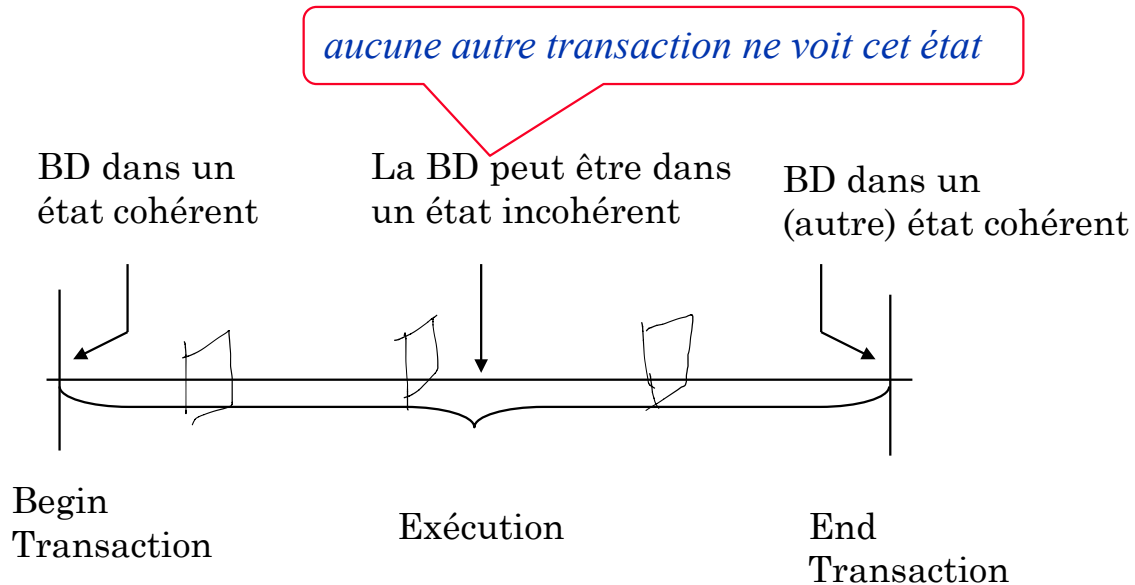 aucune autre transaction ne voit cet état
BD dans un
état cohérent
La BD peut être dans
un état incohérent
BD dans un
(autre) état cohérent
Begin
Transaction
Exécution
End
Transaction